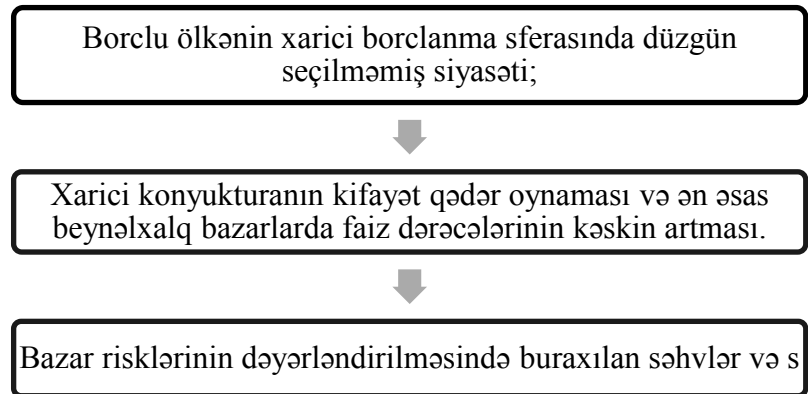 Borclu ölkənin xarici borclanma sferasında düzgün
seçilməmiş siyasəti;
Xarici konyukturanın kifayət qədər oynaması və ən əsas
beynəlxalq bazarlarda faiz dərəcələrinin kəskin artması.
Bazar risklərinin dəyərləndirilməsində buraxılan səhvlər və s